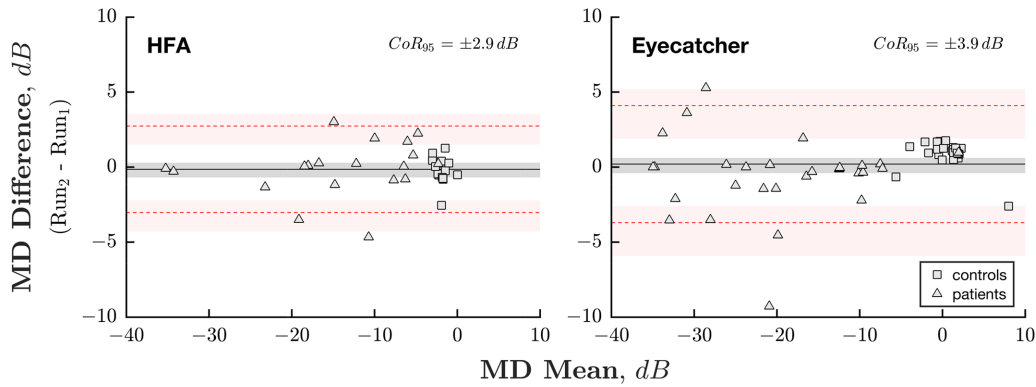 HFA
CoR₉₅ = ±2.9 dB
10
5
0
−5
−10
−40 −30 −20 −10 0 10
Eyecatcher
CoR₉₅ = ±3.9 dB
10
5
0
−5
−10
−40 −30 −20 −10 0 10
controls
patients
MD Difference, dB
(Run₂ - Run₁)
MD Mean, dB